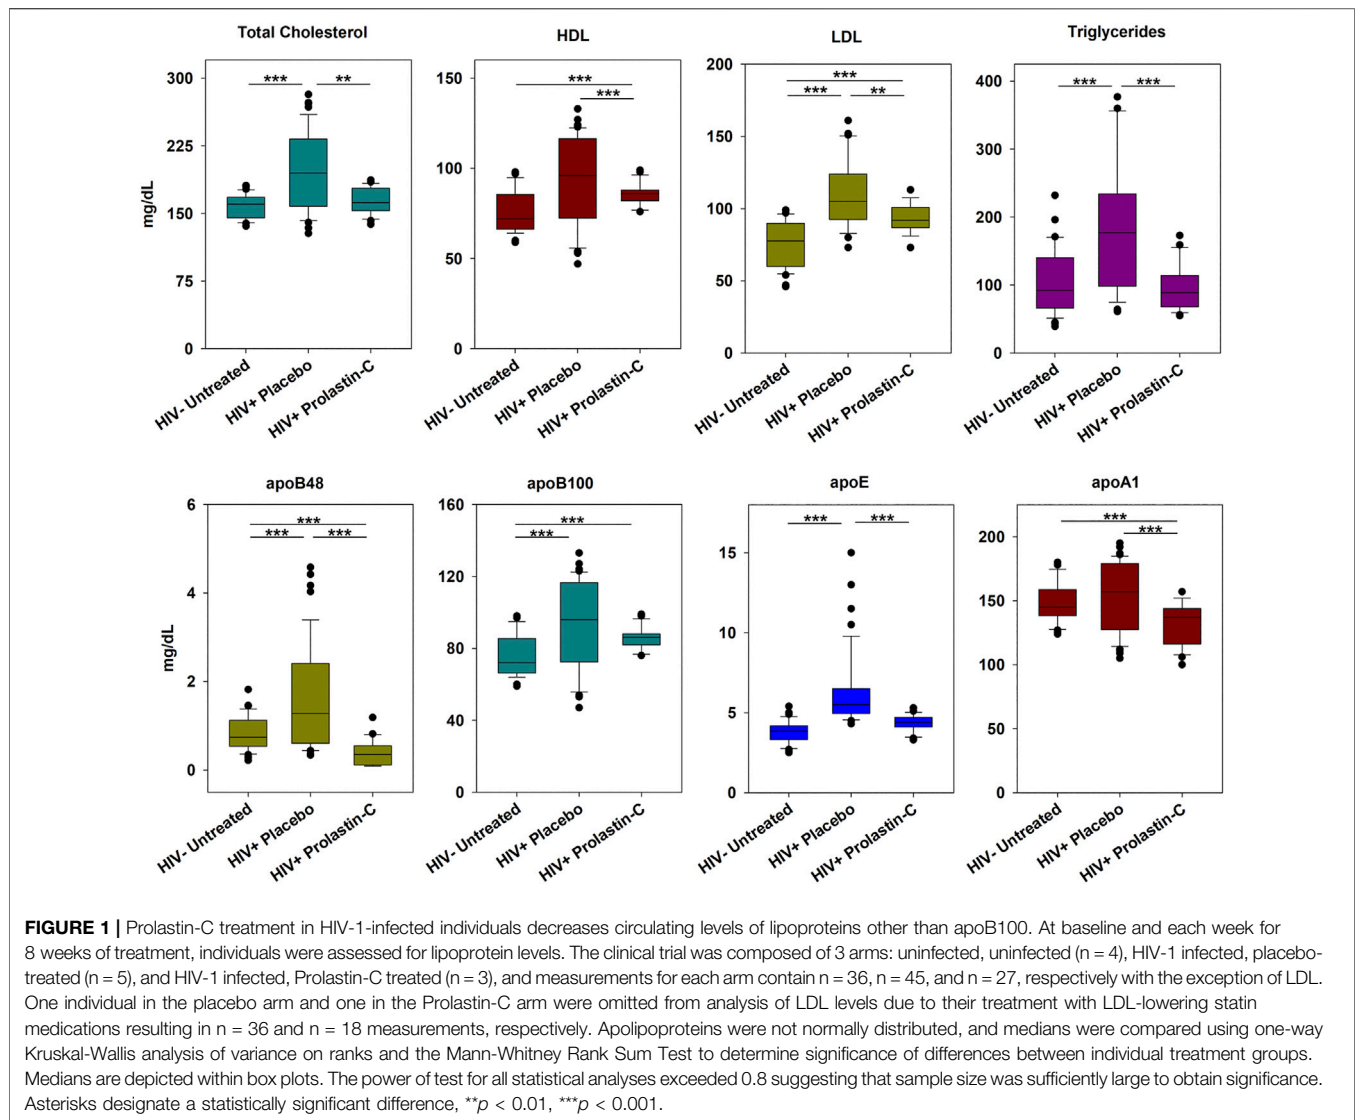 Total Cholesterol
HDL
LDL
Triglycerides
mg/dL
300
225
150
75
0
*** **
HIV- Untreated
HIV+ Placebo
HIV+ Prolastin-C
150
100
50
0
***
***
HIV- Untreated
HIV+ Placebo
HIV+ Prolastin-C
200
150
100
50
0
***
*** **
HIV- Untreated
HIV+ Placebo
HIV+ Prolastin-C
400
300
200
100
0
*** ***
HIV- Untreated
HIV+ Placebo
HIV+ Prolastin-C
apoB48
apoB100
apoE
apoA1
mg/dL
6
4
2
0
***
*** ***
HIV- Untreated
HIV+ Placebo
HIV+ Prolastin-C
160
120
80
40
0
***
***
HIV- Untreated
HIV+ Placebo
HIV+ Prolastin-C
15
10
5
0
*** ***
HIV- Untreated
HIV+ Placebo
HIV+ Prolastin-C
200
150
100
50
0
***
***
HIV- Untreated
HIV+ Placebo
HIV+ Prolastin-C
FIGURE 1 | Prolastin-C treatment in HIV-1-infected individuals decreases circulating levels of lipoproteins other than apoB100. At baseline and each week for
8 weeks of treatment, individuals were assessed for lipoprotein levels. The clinical trial was composed of 3 arms: uninfected, uninfected (n = 4), HIV-1 infected, placebo-
treated (n = 5), and HIV-1 infected, Prolastin-C treated (n = 3), and measurements for each arm contain n = 36, n = 45, and n = 27, respectively with the exception of LDL.
One individual in the placebo arm and one in the Prolastin-C arm were omitted from analysis of LDL levels due to their treatment with LDL-lowering statin
medications resulting in n = 36 and n = 18 measurements, respectively. Apolipoproteins were not normally distributed, and medians were compared using one-way
Kruskal-Wallis analysis of variance on ranks and the Mann-Whitney Rank Sum Test to determine significance of differences between individual treatment groups.
Medians are depicted within box plots. The power of test for all statistical analyses exceeded 0.8 suggesting that sample size was sufficiently large to obtain significance.
Asterisks designate a statistically significant difference, **p < 0.01, ***p < 0.001.